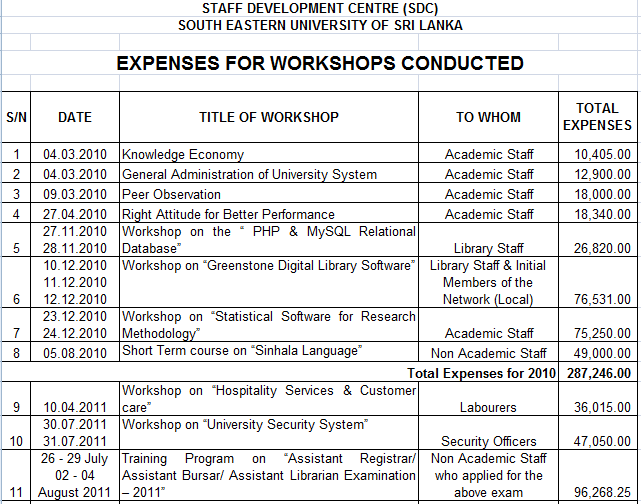 STAFF DEVELOPMENT CENTRE (SDC)
SOUTH EASTERN UNIVERSITY OF SRI LANKA
EXPENSES FOR WORKSHOPS CONDUCTED
S/N DATE TITLE OF WORKSHOP TO WHOM TOTAL EXPENSES
1 04.03.2010 Knowledge Economy Academic Staff 10,405.00
2 04.03.2010 General Administration of University System Academic Staff 12,900.00
3 09.03.2010 Peer Observation Academic Staff 18,000.00
4 27.04.2010 Right Attitude for Better Performance Academic Staff 18,340.00
27.11.2010 Workshop on the “ PHP & MySQL Relational
5 28.11.2010 Database” Library Staff 26,820.00
10.12.2010 Workshop on “Greenstone Digital Library Software” Library Staff & Initial
11.12.2010 Members of the
6 12.12.2010 Network (Local) 76,531.00
23.12.2010 Workshop on “Statistical Software for Research
7 24.12.2010 Methodology” Academic Staff 75,250.00
8 05.08.2010 Short Term course on “Sinhala Language” Non Academic Staff 49,000.00
Total Expenses for 2010 287,246.00
Workshop on “Hospitality Services & Customer
9 10.04.2011 care” Labourers 36,015.00
30.07.2011 Workshop on “University Security System”
10 31.07.2011 Security Officers 47,050.00
26 - 29 July Training Program on “Assistant Registrar/ Non Academic Staff
02 - 04 Assistant Bursar/ Assistant Librarian Examination who applied for the
11 August 2011 – 2011” above exam 96,268.25